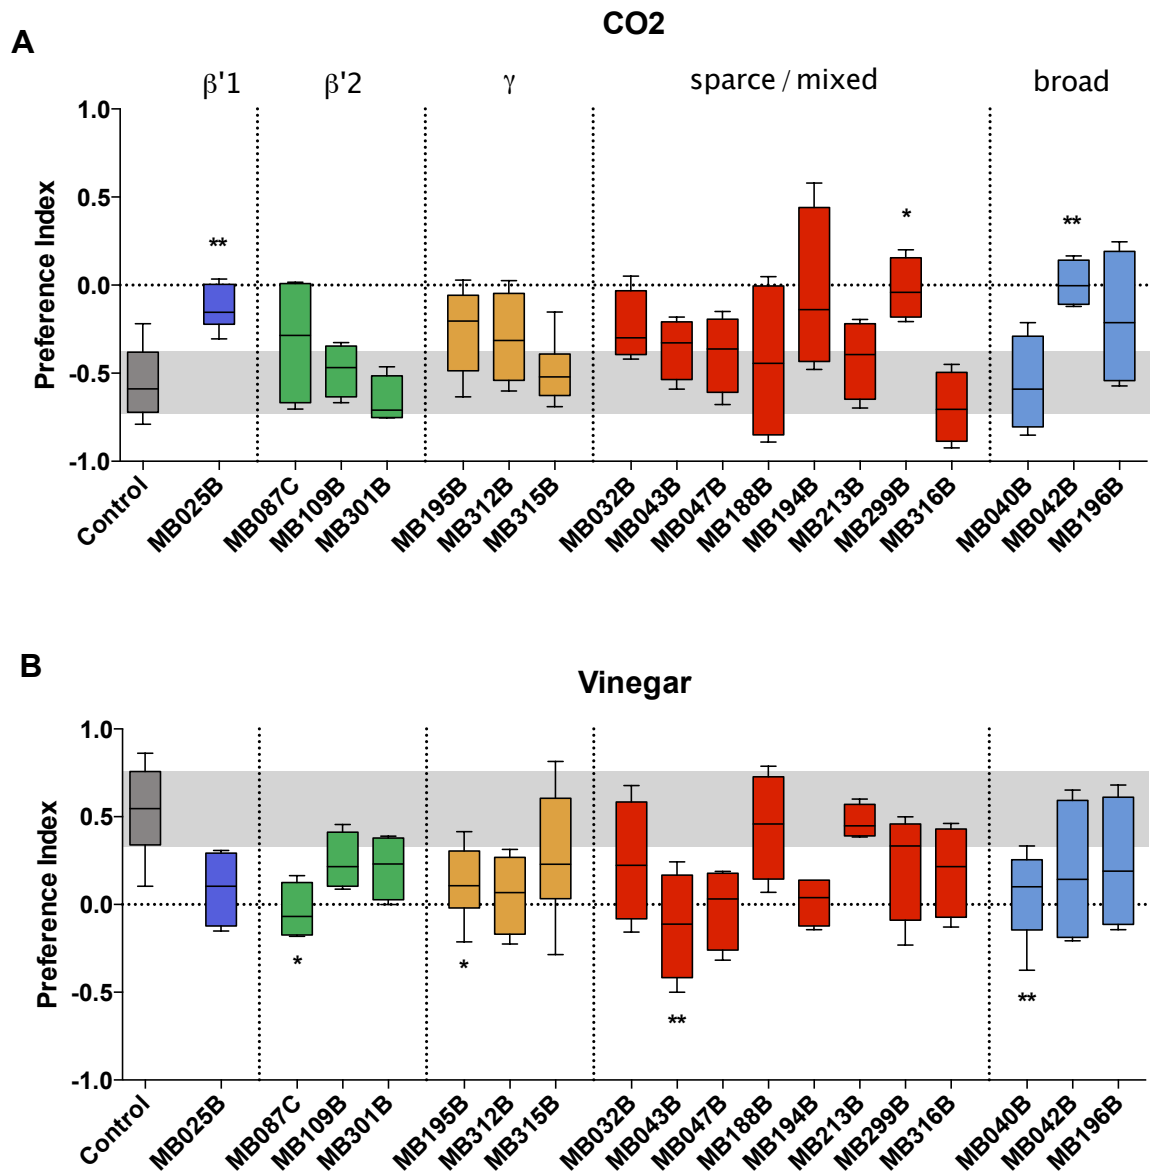 CO2
A
β'1 β'2 γ sparce / mixed broad
1.0
0.5
0.0
-0.5
-1.0
Preference Index
** * **
Control MB025B MB087C MB109B MB301B MB195B MB312B MB315B MB032B MB043B MB047B MB188B MB194B MB213B MB299B MB316B MB040B MB042B MB196B
B
Vinegar
1.0
0.5
0.0
-0.5
-1.0
Preference Index
* * ** **
Control MB025B MB087C MB109B MB301B MB195B MB312B MB315B MB032B MB043B MB047B MB188B MB194B MB213B MB299B MB316B MB040B MB042B MB196B